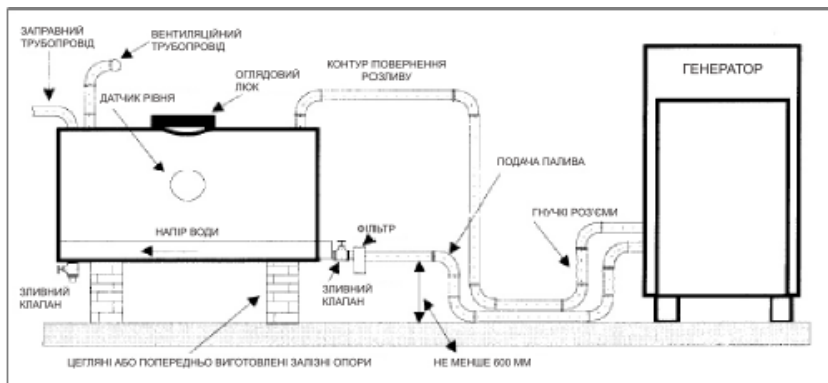 ЗАПРАВНИЙ
ТРУБОПРОВІД
ВЕНТИЛЯЦІЙНИЙ
ТРУБОПРОВІД
ОГЛЯДОВИЙ
ЛЮК
ДАТЧИК РІВНЯ
КОНТУР ПОВЕРНЕННЯ
РОЗЛИВУ
ГЕНЕРАТОР
ПОДАЧА ПАЛИВА
ГНУЧКІ РОЗ'ЄМИ
НАПІР ВОДИ
ФІЛЬТР
ЗЛИВНИЙ
КЛАПАН
ЗЛИВНИЙ
КЛАПАН
ЦЕГЛЯНІ АБО ПОПЕРЕДНЬО ВИГОТОВЛЕНІ ЗАЛІЗНІ ОПОРИ
НЕ МЕНШЕ 600 ММ